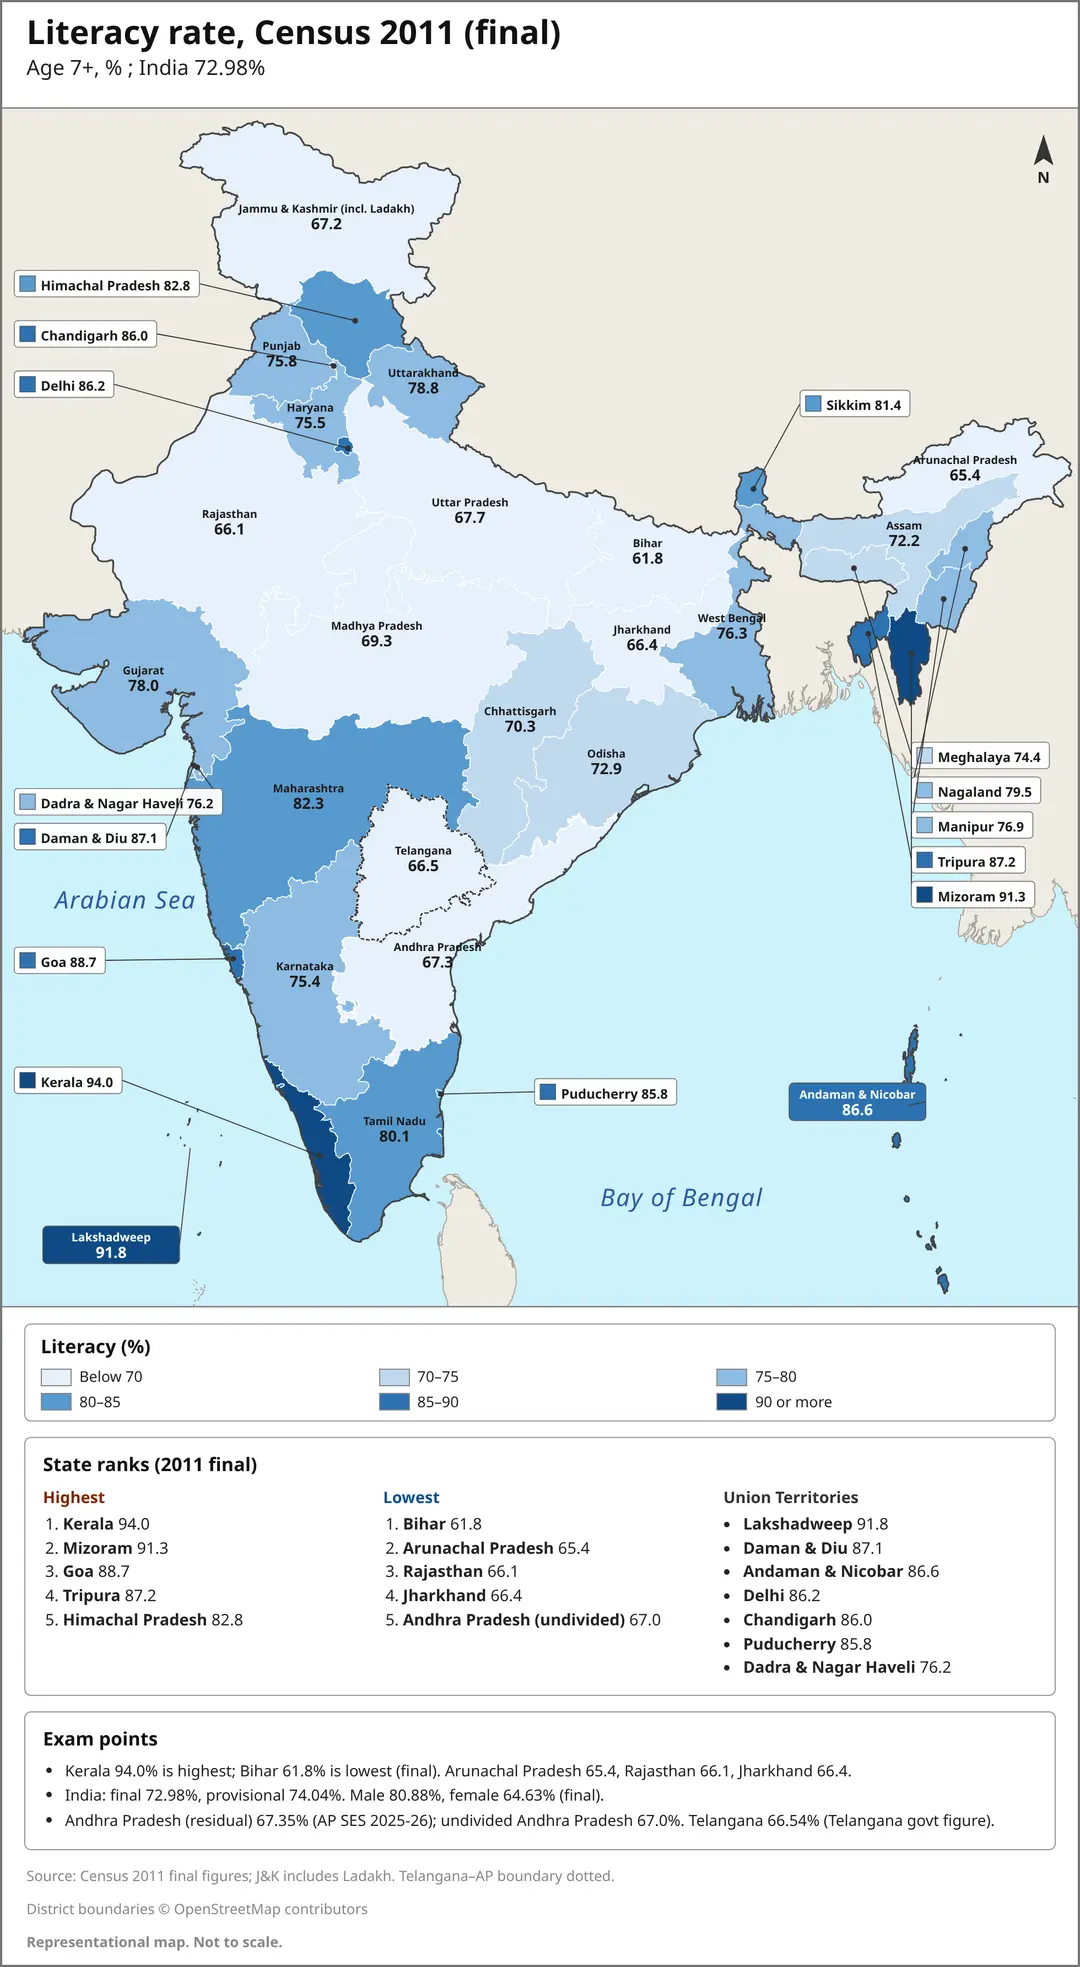 Literacy rate, Census 2011 (final)
Age 7+, % ; India 72.98%
N
Jammu & Kashmir (incl. Ladakh)
67.2
Himachal Pradesh 82.8
Chandigarh 86.0
Punjab
75.8
Uttarakhand
78.8
Delhi 86.2
Haryana
75.5
Sikkim 81.4
Arunachal Pradesh
65.4
Rajasthan
66.1
Uttar Pradesh
67.7
Assam
72.2
Bihar
61.8
Madhya Pradesh
69.3
Jharkhand
66.4
West Bengal
76.3
Gujarat
78.0
Chhattisgarh
70.3
Odisha
72.9
Meghalaya 74.4
Nagaland 79.5
Manipur 76.9
Tripura 87.2
Mizoram 91.3
Maharashtra
82.3
Dadra & Nagar Haveli 76.2
Daman & Diu 87.1
Telangana
66.5
Arabian Sea
Andhra Pradesh
67.3
Goa 88.7
Karnataka
75.4
Kerala 94.0
Puducherry 85.8
Andaman & Nicobar
86.6
Tamil Nadu
80.1
Bay of Bengal
Lakshadweep
91.8
Literacy (%)
Below 70
70–75
75–80
80–85
85–90
90 or more
State ranks (2011 final)
Highest
1. Kerala 94.0
2. Mizoram 91.3
3. Goa 88.7
4. Tripura 87.2
5. Himachal Pradesh 82.8
Lowest
1. Bihar 61.8
2. Arunachal Pradesh 65.4
3. Rajasthan 66.1
4. Jharkhand 66.4
5. Andhra Pradesh (undivided) 67.0
Union Territories
• Lakshadweep 91.8
• Daman & Diu 87.1
• Andaman & Nicobar 86.6
• Delhi 86.2
• Chandigarh 86.0
• Puducherry 85.8
• Dadra & Nagar Haveli 76.2
Exam points
• Kerala 94.0% is highest; Bihar 61.8% is lowest (final). Arunachal Pradesh 65.4, Rajasthan 66.1, Jharkhand 66.4.
• India: final 72.98%, provisional 74.04%. Male 80.88%, female 64.63% (final).
• Andhra Pradesh (residual) 67.35% (AP SES 2025-26); undivided Andhra Pradesh 67.0%. Telangana 66.54% (Telangana govt figure).
Source: Census 2011 final figures; J&K includes Ladakh. Telangana–AP boundary dotted.
District boundaries © OpenStreetMap contributors
Representational map. Not to scale.